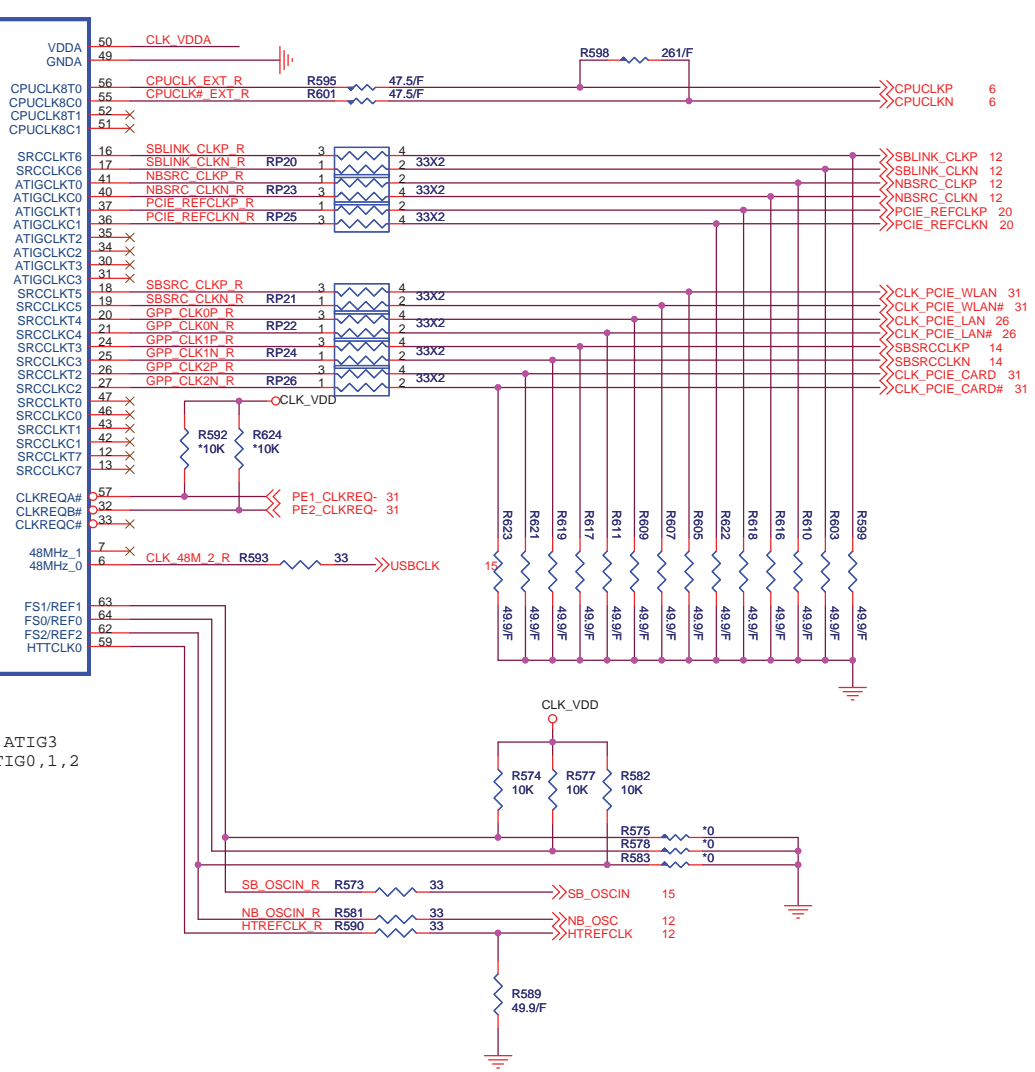 VDDA 50 CLK_VDDA
GNDA 49
R598 261/F
CPUCLK8T0 56 CPUCLK_EXT_R R595 47.5/F CPUCLKP 6
CPUCLK8C0 55 CPUCLK#_EXT_R R601 47.5/F CPUCLKN 6
CPUCLK8T1 52
CPUCLK8C1 51
SRCCLKT6 16 SBLINK_CLKP_R 3 4 SBLINK_CLKP 12
SRCCLKC6 17 SBLINK_CLKN_R RP20 1 2 33X2 SBLINK_CLKN 12
ATIGCLKT0 41 NBSRC_CLKP_R 1 2 NBSRC_CLKP 12
ATIGCLKC0 40 NBSRC_CLKN_R RP23 3 4 33X2 NBSRC_CLKN 12
ATIGCLKT1 37 PCIE_REFCLKP_R 1 2 PCIE_REFCLKP 20
ATIGCLKC1 36 PCIE_REFCLKN_R RP25 3 4 33X2 PCIE_REFCLKN 20
ATIGCLKT2 35
ATIGCLKC2 34
ATIGCLKT3 30
ATIGCLKC3 31
SRCCLKT5 18 SBSRC_CLKP_R 3 4 CLK_PCIE_WLAN 31
SRCCLKC5 19 SBSRC_CLKN_R RP21 1 2 33X2 CLK_PCIE_WLAN# 31
SRCCLKT4 20 GPP_CLK0P_R 3 4 CLK_PCIE_LAN 26
SRCCLKC4 21 GPP_CLK0N_R RP22 1 2 33X2 CLK_PCIE_LAN# 26
SRCCLKT3 24 GPP_CLK1P_R 3 4 SBSRCCLKP 14
SRCCLKC3 25 GPP_CLK1N_R RP24 1 2 33X2 SBSRCCLKN 14
SRCCLKT2 26 GPP_CLK2P_R 3 4 CLK_PCIE_CARD 31
SRCCLKC2 27 GPP_CLK2N_R RP26 1 2 33X2 CLK_PCIE_CARD# 31
SRCCLKT0 47 CLK_VDD
SRCCLKC0 46
SRCCLKT1 43 R592 R624
SRCCLKC1 42 *10K *10K
SRCCLKT7 12
SRCCLKC7 13
CLKREQA# 57 PE1_CLKREQ- 31
CLKREQB# 32 PE2_CLKREQ- 31
CLKREQC# 33
R623 R621 R619 R617 R611 R609 R607 R605 R622 R618 R616 R610 R603 R599
48MHz_1 7
48MHz_0 6 CLK_48M_2_R R593 33 USBCLK 15
49.9/F 49.9/F 49.9/F 49.9/F 49.9/F 49.9/F 49.9/F 49.9/F 49.9/F 49.9/F 49.9/F 49.9/F 49.9/F 49.9/F
FS1/REF1 63
FS0/REF0 64
FS2/REF2 62
HTTCLK0 59
CLK_VDD
ATIG3
TIG0,1,2
R574 R577 R582
10K 10K 10K
R575 *0
R578 *0
R583 *0
SB_OSCIN_R R573 33 SB_OSCIN 15
NB_OSCIN_R R581 33 NB_OSC 12
HTREFCLK_R R590 33 HTREFCLK 12
R589
49.9/F